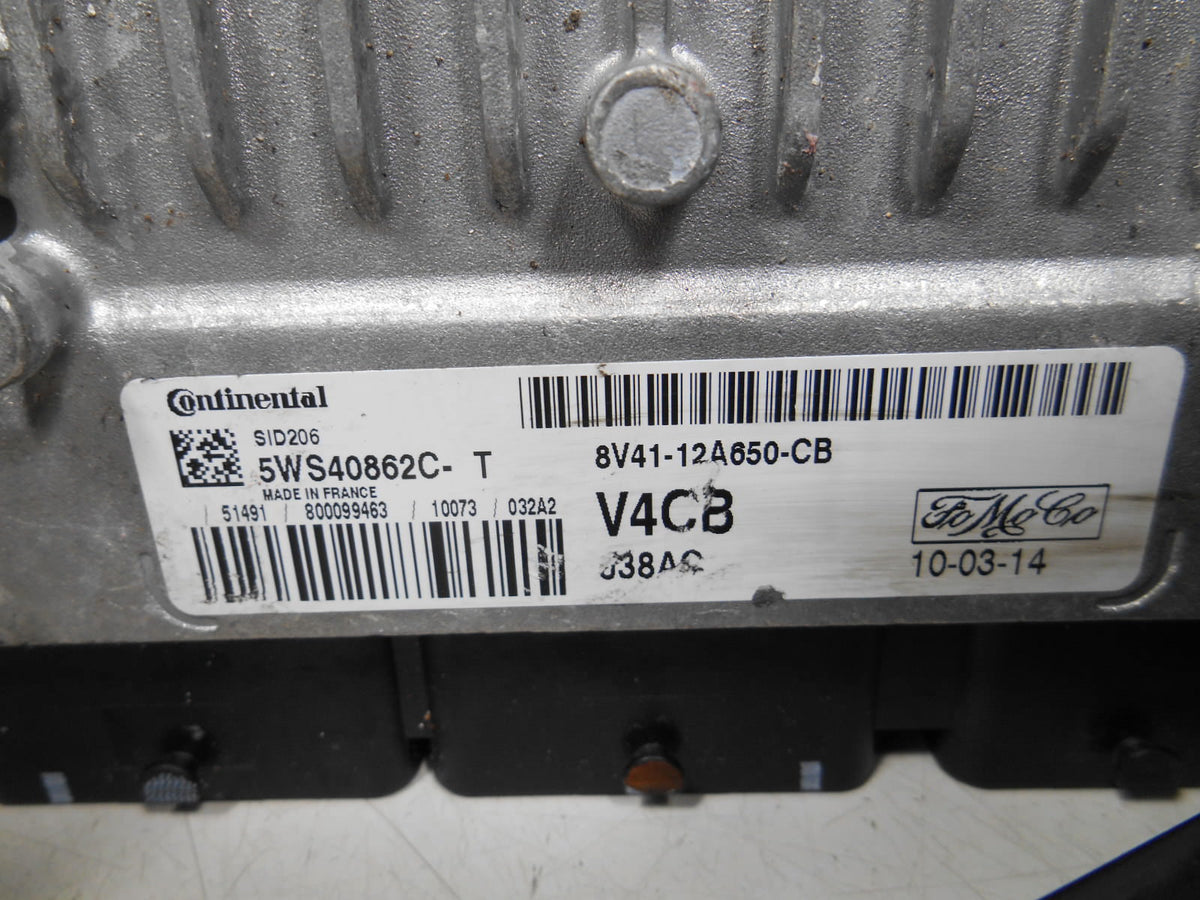 Continental
SID206
5WS40862C- T
MADE IN FRANCE
/ 51491 / 800099463 / 10073 / 032A2
8V41-12A650-CB
V4CB
FoMoCo
10-03-14